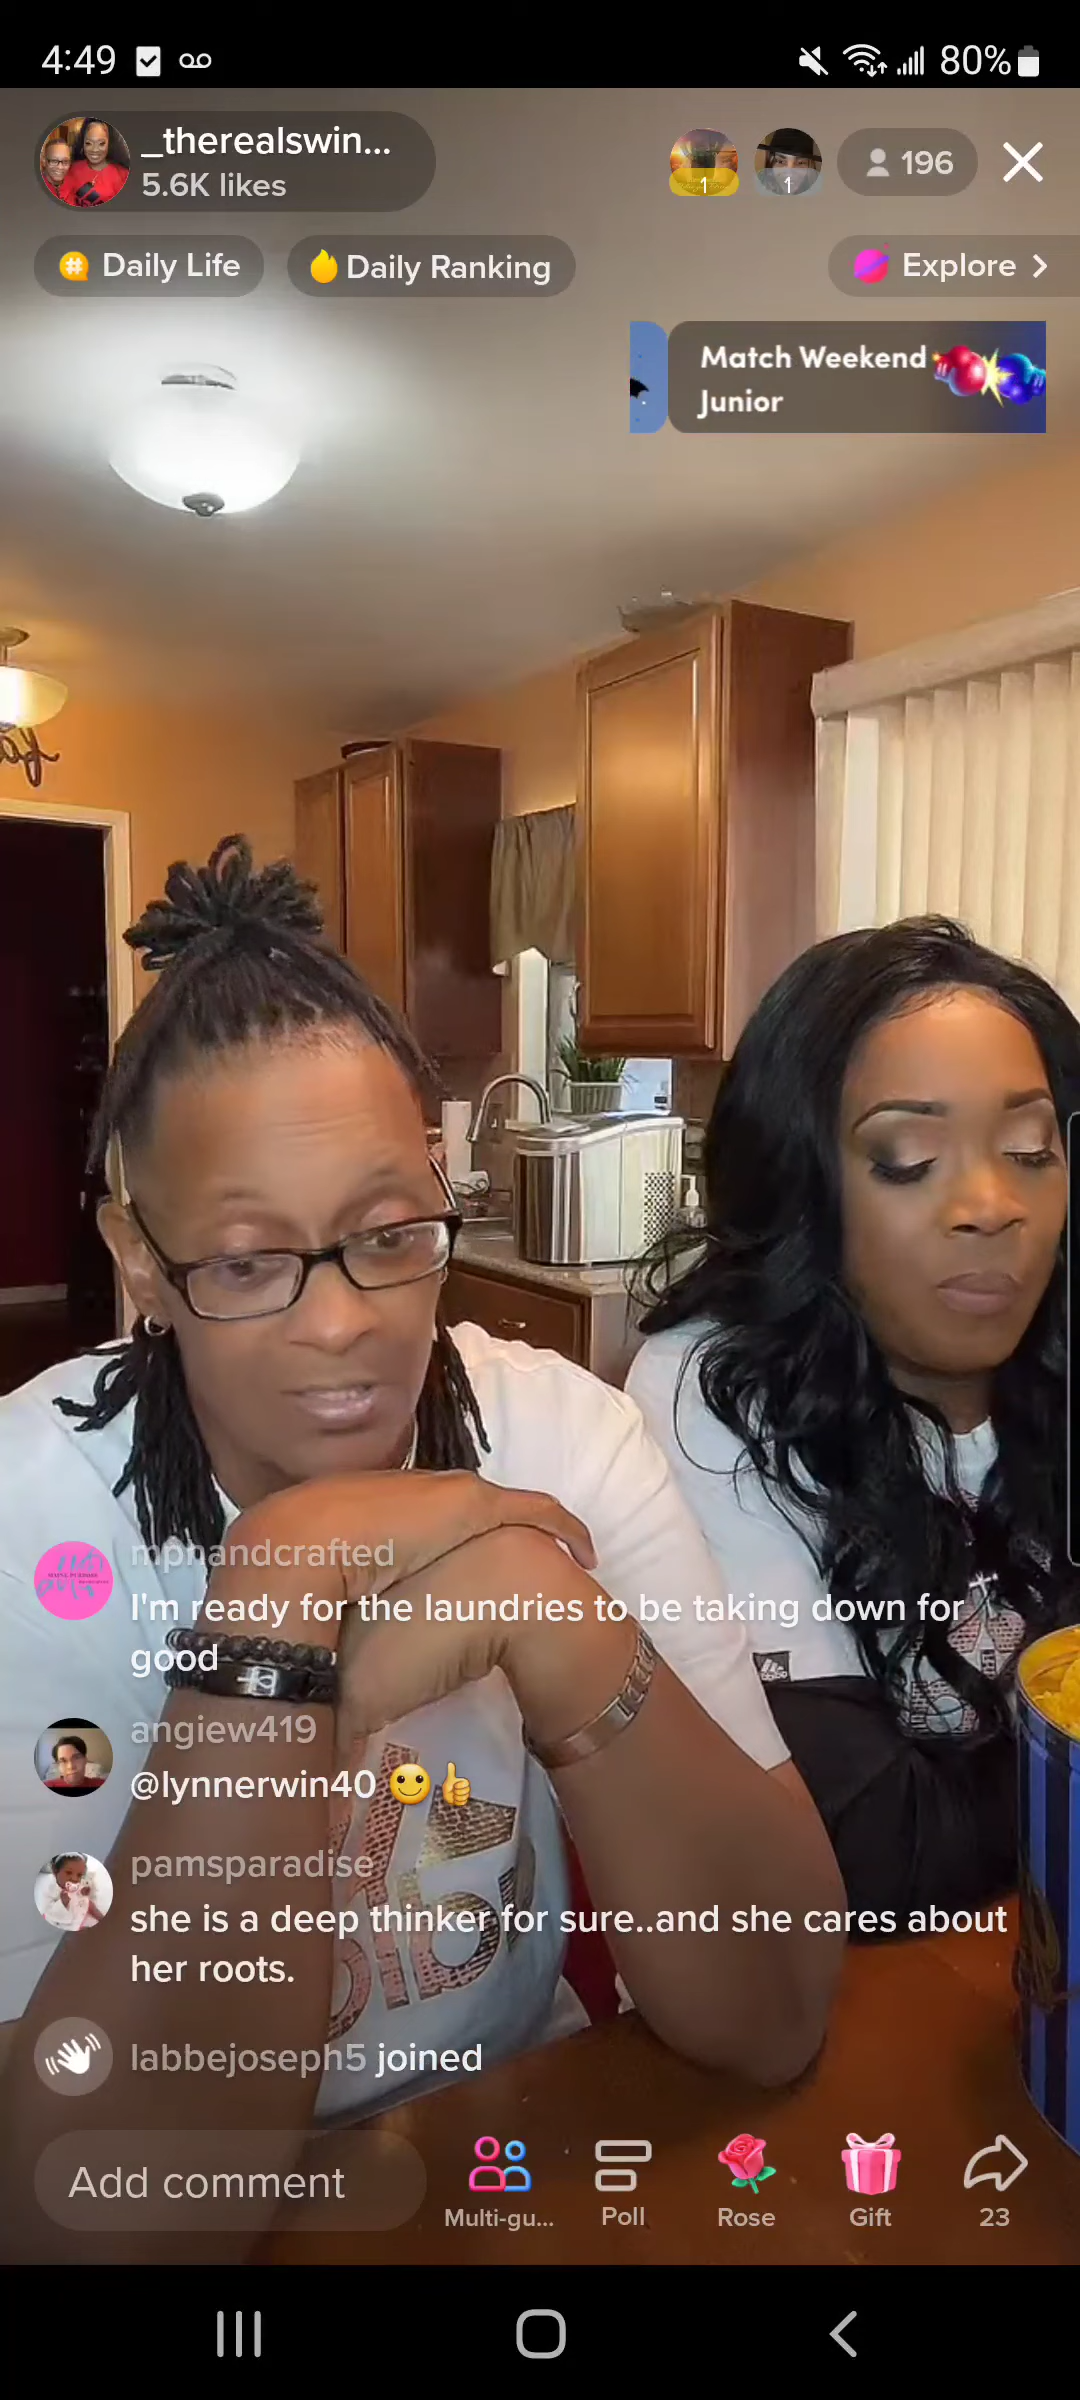 4:49
80%
_therealswin...
5.6K likes
1
1
196
Daily Life
Daily Ranking
Explore >
Match Weekend
Junior
mphandcrafted
I'm ready for the laundries to be taking down for
good
angiew419
@lynnerwin40 🙂👍
pamsparadise
she is a deep thinker for sure..and she cares about
her roots.
labbejoseph5 joined
Add comment
Multi-gu...
Poll
Rose
Gift
23